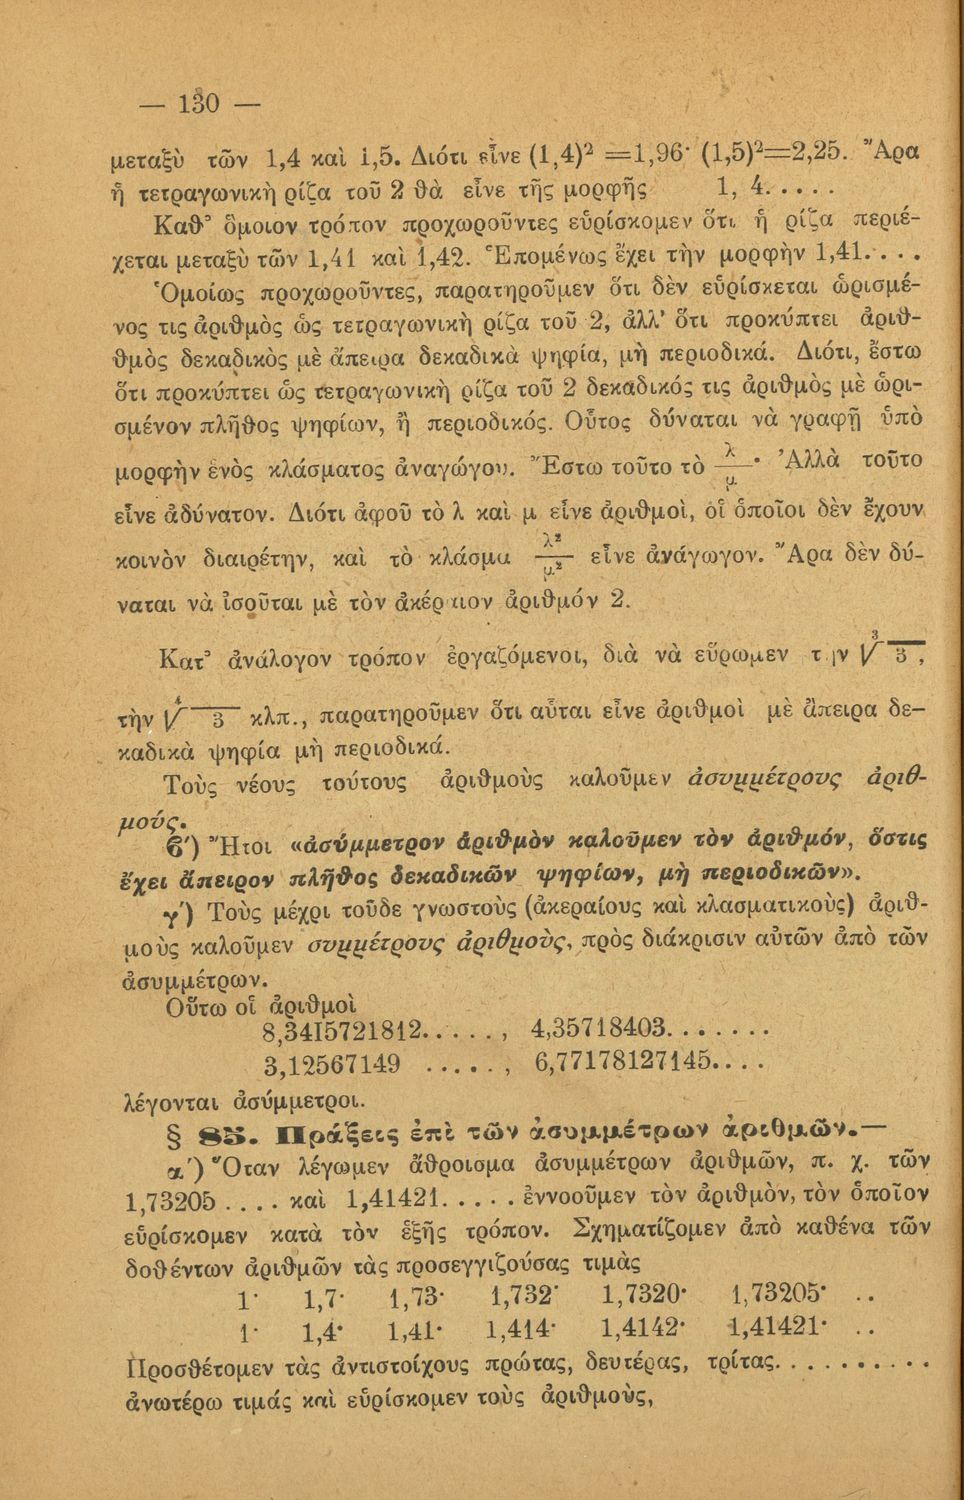 — 130 —
μεταξὺ τῶν 1,4 καὶ 1,5. Διότι εἶνε (1,4)²=1,96· (1,5)²=2,25. Ἄρα
ἡ τετραγωνικὴ ρίζα τοῦ 2 θὰ εἶνε τῆς μορφῆς 1, 4.....
Καθ' ὅμοιον τρόπον προχωροῦντες εὑρίσκομεν ὅτι ἡ ρίζα περιέ-
χεται μεταξὺ τῶν 1,41 καὶ 1,42. Ἑπομένως ἔχει τὴν μορφὴν 1,41....
Ὁμοίως προχωροῦντες, παρατηροῦμεν ὅτι δὲν εὑρίσκεται ὡρισμέ-
νος τις ἀριθμὸς ὡς τετραγωνικὴ ρίζα τοῦ 2, ἀλλ' ὅτι προκύπτει ἀριθ-
θμὸς δεκαδικὸς μὲ ἄπειρα δεκαδικὰ ψηφία, μὴ περιοδικά. Διότι, ἔστω
ὅτι προκύπτει ὡς τετραγωνικὴ ρίζα τοῦ 2 δεκαδικός τις ἀριθμὸς μὲ ὡρι-
σμένον πλῆθος ψηφίων, ἢ περιοδικός. Οὗτος δύναται νὰ γραφῇ ὑπὸ
μορφὴν ἑνὸς κλάσματος ἀναγώγου. Ἔστω τοῦτο τὸ λ/μ· Ἀλλὰ τοῦτο
εἶνε ἀδύνατον. Διότι ἀφοῦ τὸ λ καὶ μ εἶνε ἀριθμοὶ, οἱ ὁποῖοι δὲν ἔχουν
κοινὸν διαιρέτην, καὶ τὸ κλάσμα λ²/μ² εἶνε ἀνάγωγον. Ἄρα δὲν δύ-
ναται νὰ ἰσοῦται μὲ τὸν ἀκέραιον ἀριθμόν 2.
Κατ' ἀνάλογον τρόπον ἐργαζόμενοι, διὰ νὰ εὕρωμεν τὴν ∛3,
τὴν ∜3 κλπ., παρατηροῦμεν ὅτι αὗται εἶνε ἀριθμοὶ μὲ ἄπειρα δε-
καδικὰ ψηφία μὴ περιοδικά.
Τοὺς νέους τούτους ἀριθμοὺς καλοῦμεν ἀσυμμέτρους ἀριθ-
μούς.
ϐ') Ἤτοι «ἀσύμμετρον ἀριθμὸν καλοῦμεν τὸν ἀριθμόν, ὅστις
ἔχει ἄπειρον πλῆθος δεκαδικῶν ψηφίων, μὴ περιοδικῶν».
γ') Τοὺς μέχρι τοῦδε γνωστοὺς (ἀκεραίους καὶ κλασματικοὺς) ἀριθ-
μοὺς καλοῦμεν συμμέτρους ἀριθμοὺς, πρὸς διάκρισιν αὐτῶν ἀπὸ τῶν
ἀσυμμέτρων.
Οὕτω οἱ ἀριθμοὶ
8,3415721812......, 4,35718403.......
3,12567149 ....., 6,77178127145....
λέγονται ἀσύμμετροι.
§ 85. Πράξεις ἐπὶ τῶν ἀσυμμέτρων ἀριθμῶν.—
α') Ὅταν λέγωμεν ἄθροισμα ἀσυμμέτρων ἀριθμῶν, π. χ. τῶν
1,73205.... καὶ 1,41421..... ἐννοοῦμεν τὸν ἀριθμὸν, τὸν ὁποῖον
εὑρίσκομεν κατὰ τὸν ἑξῆς τρόπον. Σχηματίζομεν ἀπὸ καθένα τῶν
δοθέντων ἀριθμῶν τὰς προσεγγιζούσας τιμὰς
1· 1,7· 1,73· 1,732· 1,7320· 1,73205· ..
1· 1,4· 1,41· 1,414· 1,4142· 1,41421· ..
Προσθέτομεν τὰς ἀντιστοίχους πρώτας, δευτέρας, τρίτας..........
ἀνωτέρω τιμάς καὶ εὑρίσκομεν τοὺς ἀριθμοὺς,